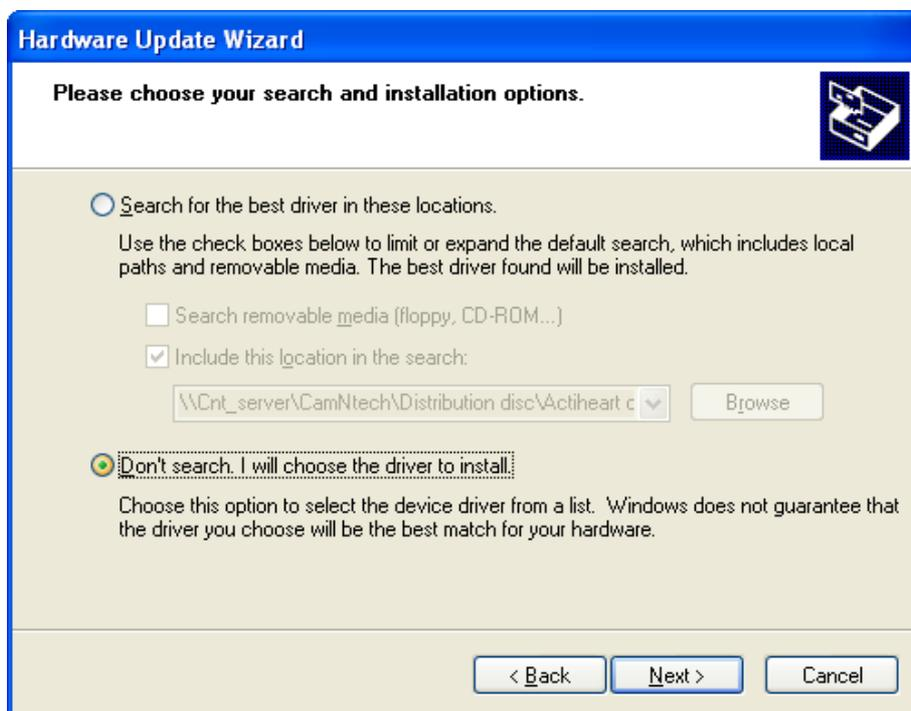 Hardware Update Wizard
Please choose your search and installation options.
Search for the best driver in these locations.
Use the check boxes below to limit or expand the default search, which includes local
paths and removable media. The best driver found will be installed.
Search removable media (floppy, CD-ROM...)
Include this location in the search:
\\Cnt_server\CamNtech\Distribution disc\Actiheart c
Browse
Don't search. I will choose the driver to install.
Choose this option to select the device driver from a list. Windows does not guarantee that
the driver you choose will be the best match for your hardware.
< Back
Next >
Cancel